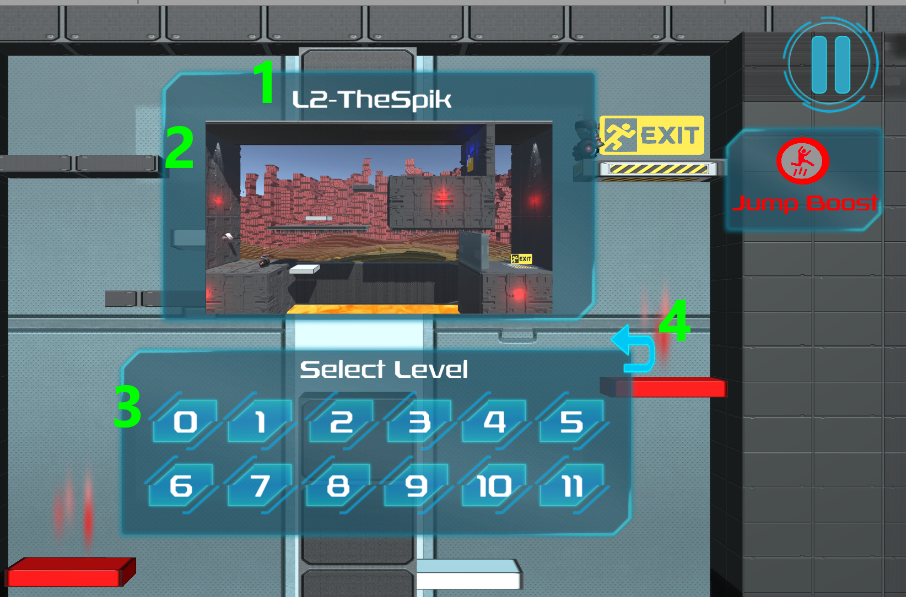 1
L2-TheSpik
2
EXIT
EXIT
Jump Boost
4
Select Level
3
0 1 2 3 4 5
6 7 8 9 10 11